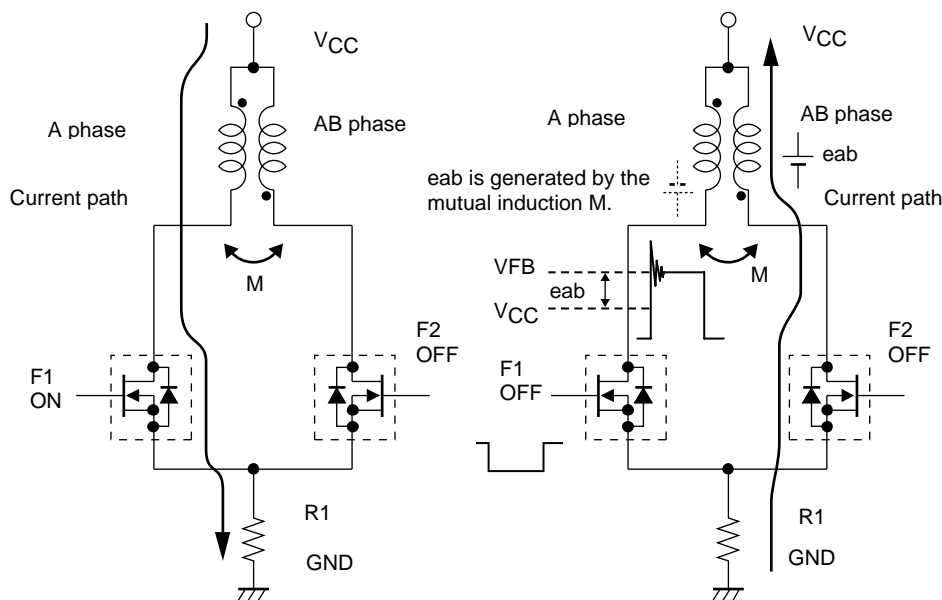 VCC
A phase
AB phase
Current path
M
F1
ON
F2
OFF
R1
GND
VCC
A phase
AB phase
eab
eab is generated by the
mutual induction M.
Current path
M
VFB
eab
VCC
F1
OFF
F2
OFF
R1
GND